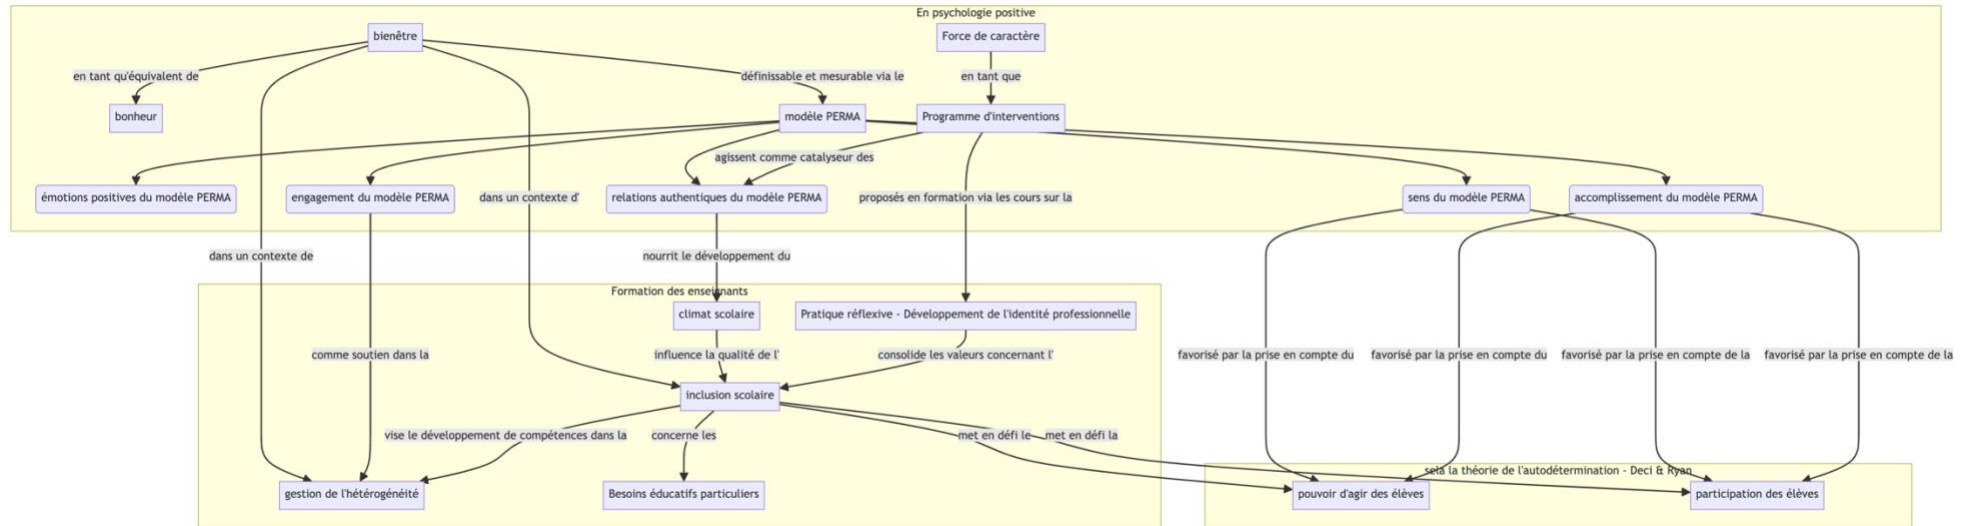 En psychologie positive
bienêtre
Force de caractère
en tant qu'équivalent de
définissable et mesurable via le
en tant que
bonheur
modèle PERMA
Programme d'interventions
agissent comme catalyseur des
émotions positives du modèle PERMA
engagement du modèle PERMA
dans un contexte d'
relations authentiques du modèle PERMA
proposés en formation via les cours sur la
sens du modèle PERMA
accomplissement du modèle PERMA
dans un contexte de
nourrit le développement du
Formation des enseignants
climat scolaire
Pratique réflexive - Développement de l'identité professionnelle
comme soutien dans la
influence la qualité de l'
consolide les valeurs concernant l'
favorisé par la prise en compte du
favorisé par la prise en compte du
favorisé par la prise en compte de la
favorisé par la prise en compte de la
inclusion scolaire
vise le développement de compétences dans la
concerne les
met en défi le
met en défi la
sela la théorie de l'autodétermination - Deci & Ryan
gestion de l'hétérogénéité
Besoins éducatifs particuliers
pouvoir d'agir des élèves
participation des élèves